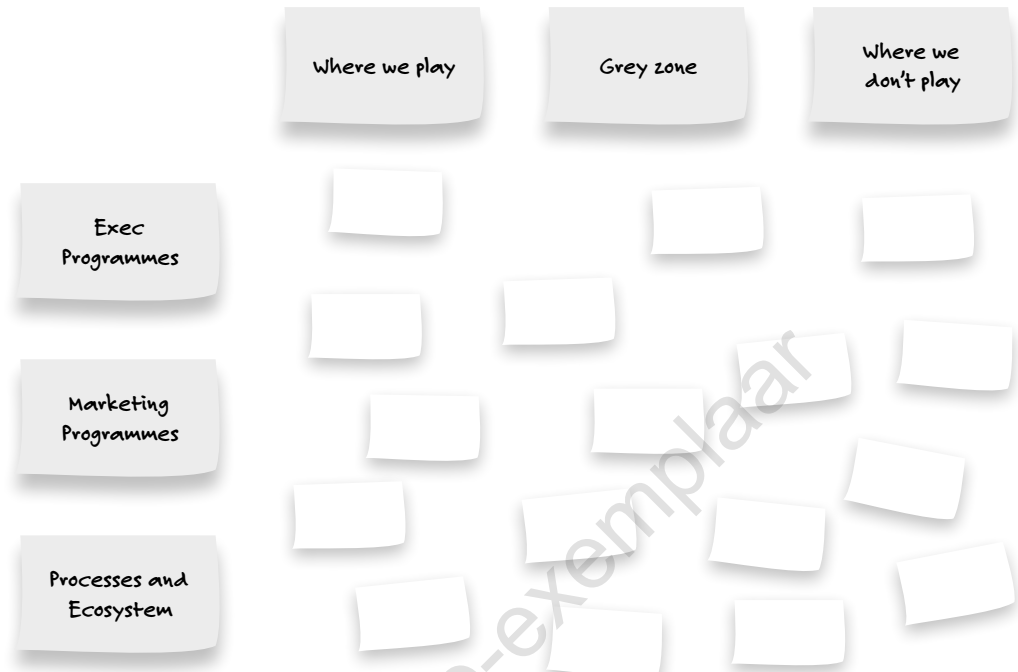 Where we play
Grey zone
Where we
don't play
Exec
Programmes
Marketing
Programmes
Processes and
Ecosystem
-exemplaar